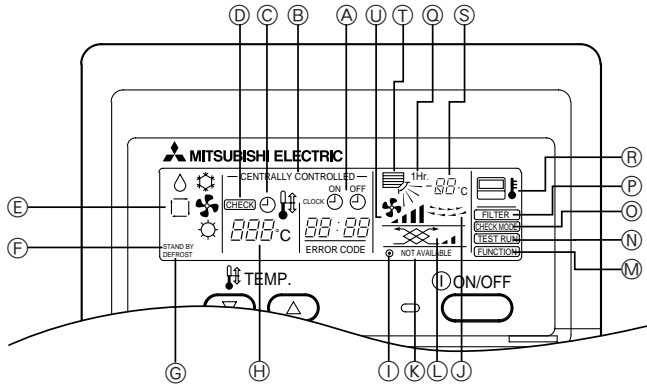 Ⓓ Ⓒ Ⓑ Ⓐ Ⓤ Ⓣ Ⓠ Ⓢ
MITSUBISHI ELECTRIC
CENTRALLY CONTROLLED
1Hr.
ON OFF
CHECK
CLOCK
88°C
888°C
88:88
ERROR CODE
FILTER
CHECK MODE
TEST RUN
FUNCTION
STAND BY
DEFROST
NOT AVAILABLE
TEMP.
ON/OFF
Ⓔ
Ⓕ
Ⓡ
Ⓟ
Ⓞ
Ⓝ
Ⓜ
Ⓖ Ⓗ Ⓘ Ⓚ Ⓛ Ⓙ